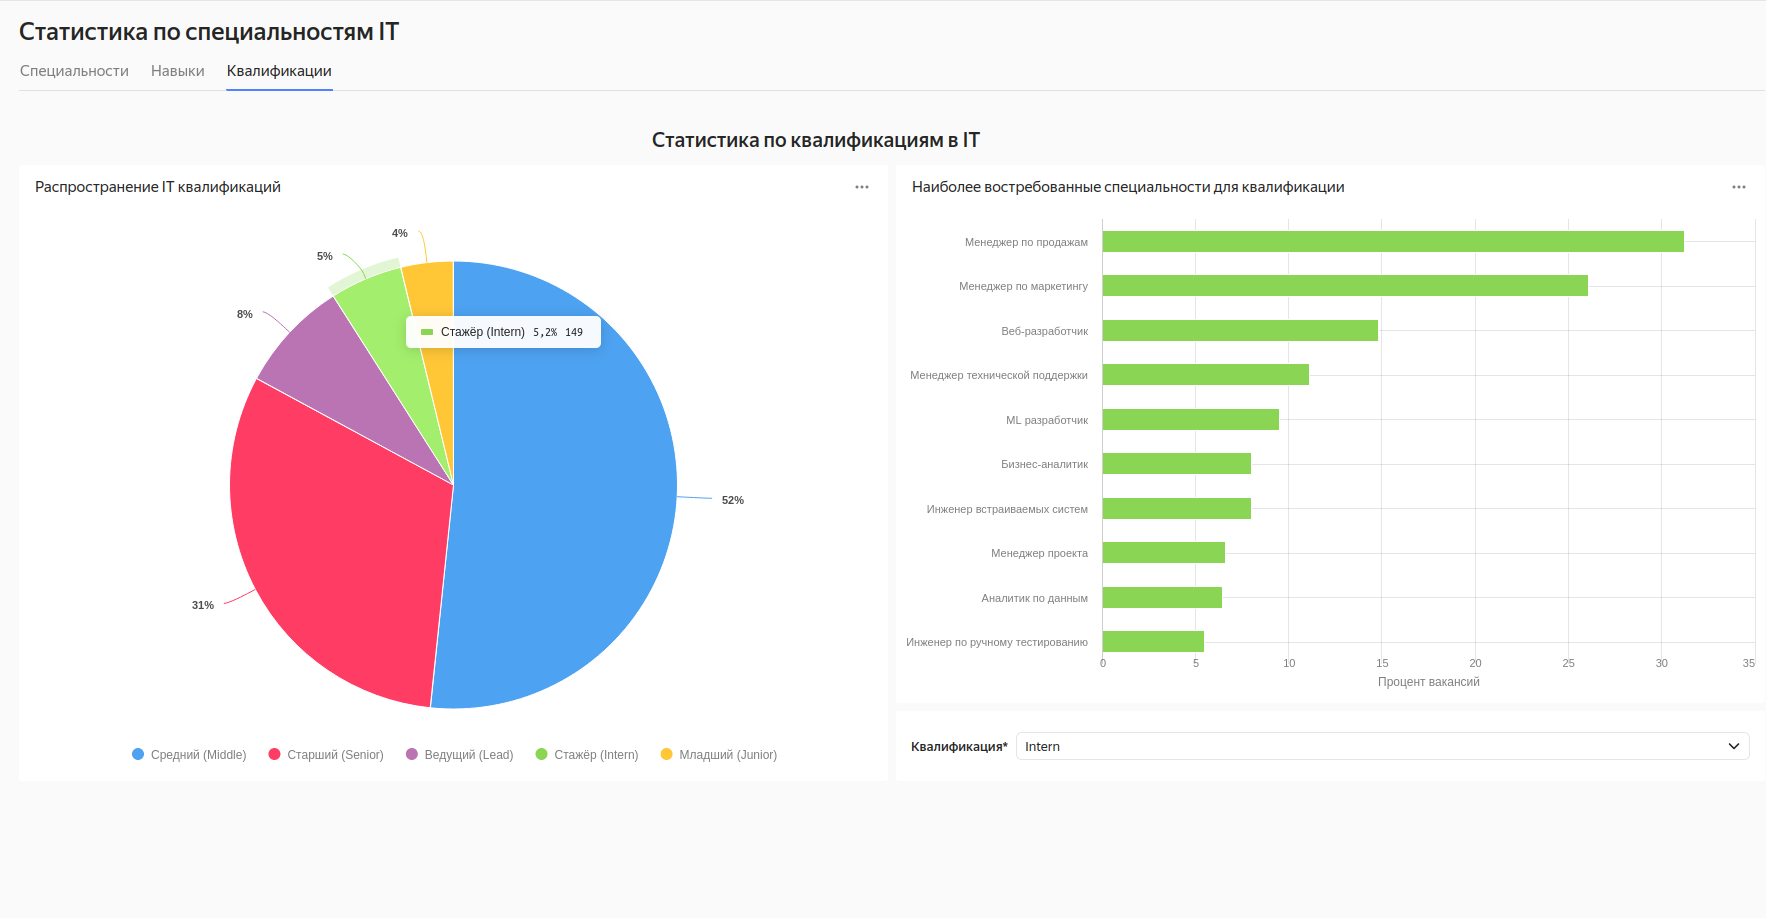 Статистика по специальностям IT
Специальности Навыки Квалификации
Статистика по квалификациям в IT
Распространение IT квалификаций
4%
5%
8%
Стажёр (Intern) 5,2% 149
52%
31%
Средний (Middle) Старший (Senior) Ведущий (Lead) Стажёр (Intern) Младший (Junior)
Наиболее востребованные специальности для квалификации
Менеджер по продажам
Менеджер по маркетингу
Веб-разработчик
Менеджер технической поддержки
ML разработчик
Бизнес-аналитик
Инженер встраиваемых систем
Менеджер проекта
Аналитик по данным
Инженер по ручному тестированию
0 5 10 15 20 25 30 35
Процент вакансий
Квалификация* Intern